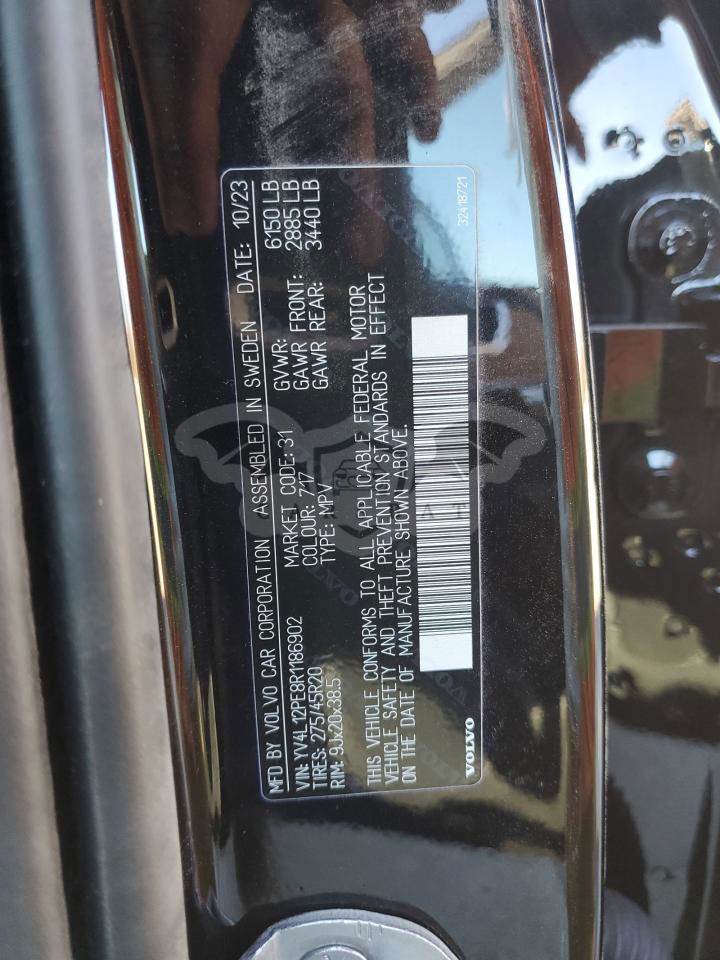 MFD BY VOLVO CAR CORPORATION ASSEMBLED IN SWEDEN DATE: 10/23
VIN: YV4L12PE8R1186902
TIRES: 275/45R20
RIM: 9Jx20x38.5
MARKET CODE: 31
COLOUR: 717
TYPE: MPV
GVWR: 6150 LB
GAWR FRONT: 2885 LB
GAWR REAR: 3440 LB
THIS VEHICLE CONFORMS TO ALL APPLICABLE FEDERAL MOTOR
VEHICLE SAFETY AND THEFT PREVENTION STANDARDS IN EFFECT
ON THE DATE OF MANUFACTURE SHOWN ABOVE.
VOLVO
32418721